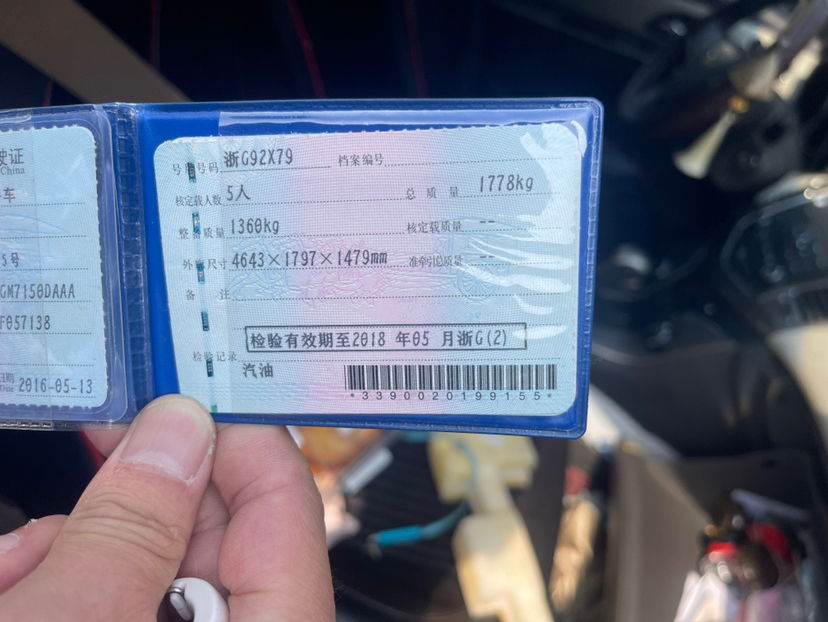 驶证
China
车
5号
GM7150DAAA
F057138
日期 2016-05-13
Date
号牌号码 浙G92X79 档案编号
核定载人数 5人 总质量 1778kg
整备质量 1360kg 核定载质量 --
外廓尺寸 4643×1797×1479mm 准牵引总质量 --
备注
检验有效期至2018 年05 月浙G(2)
检验记录
汽油
*3390020199155*